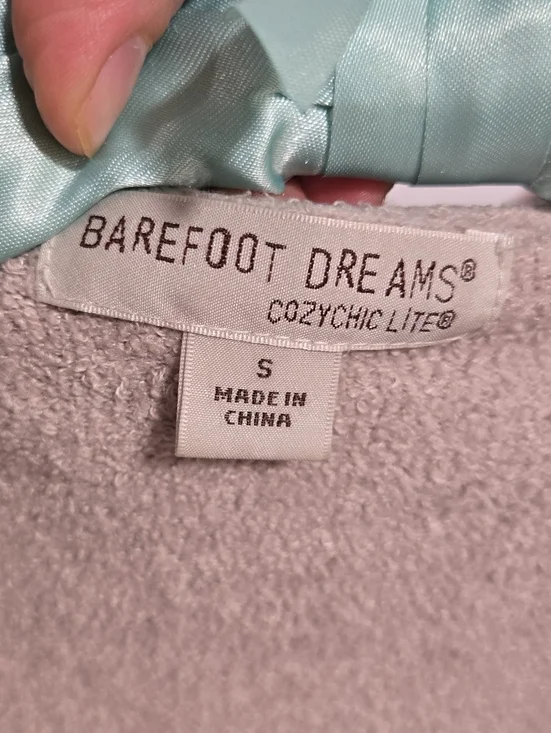 BAREFOOT DREAMS®
COZYCHIC LITE®
S
MADE IN
CHINA